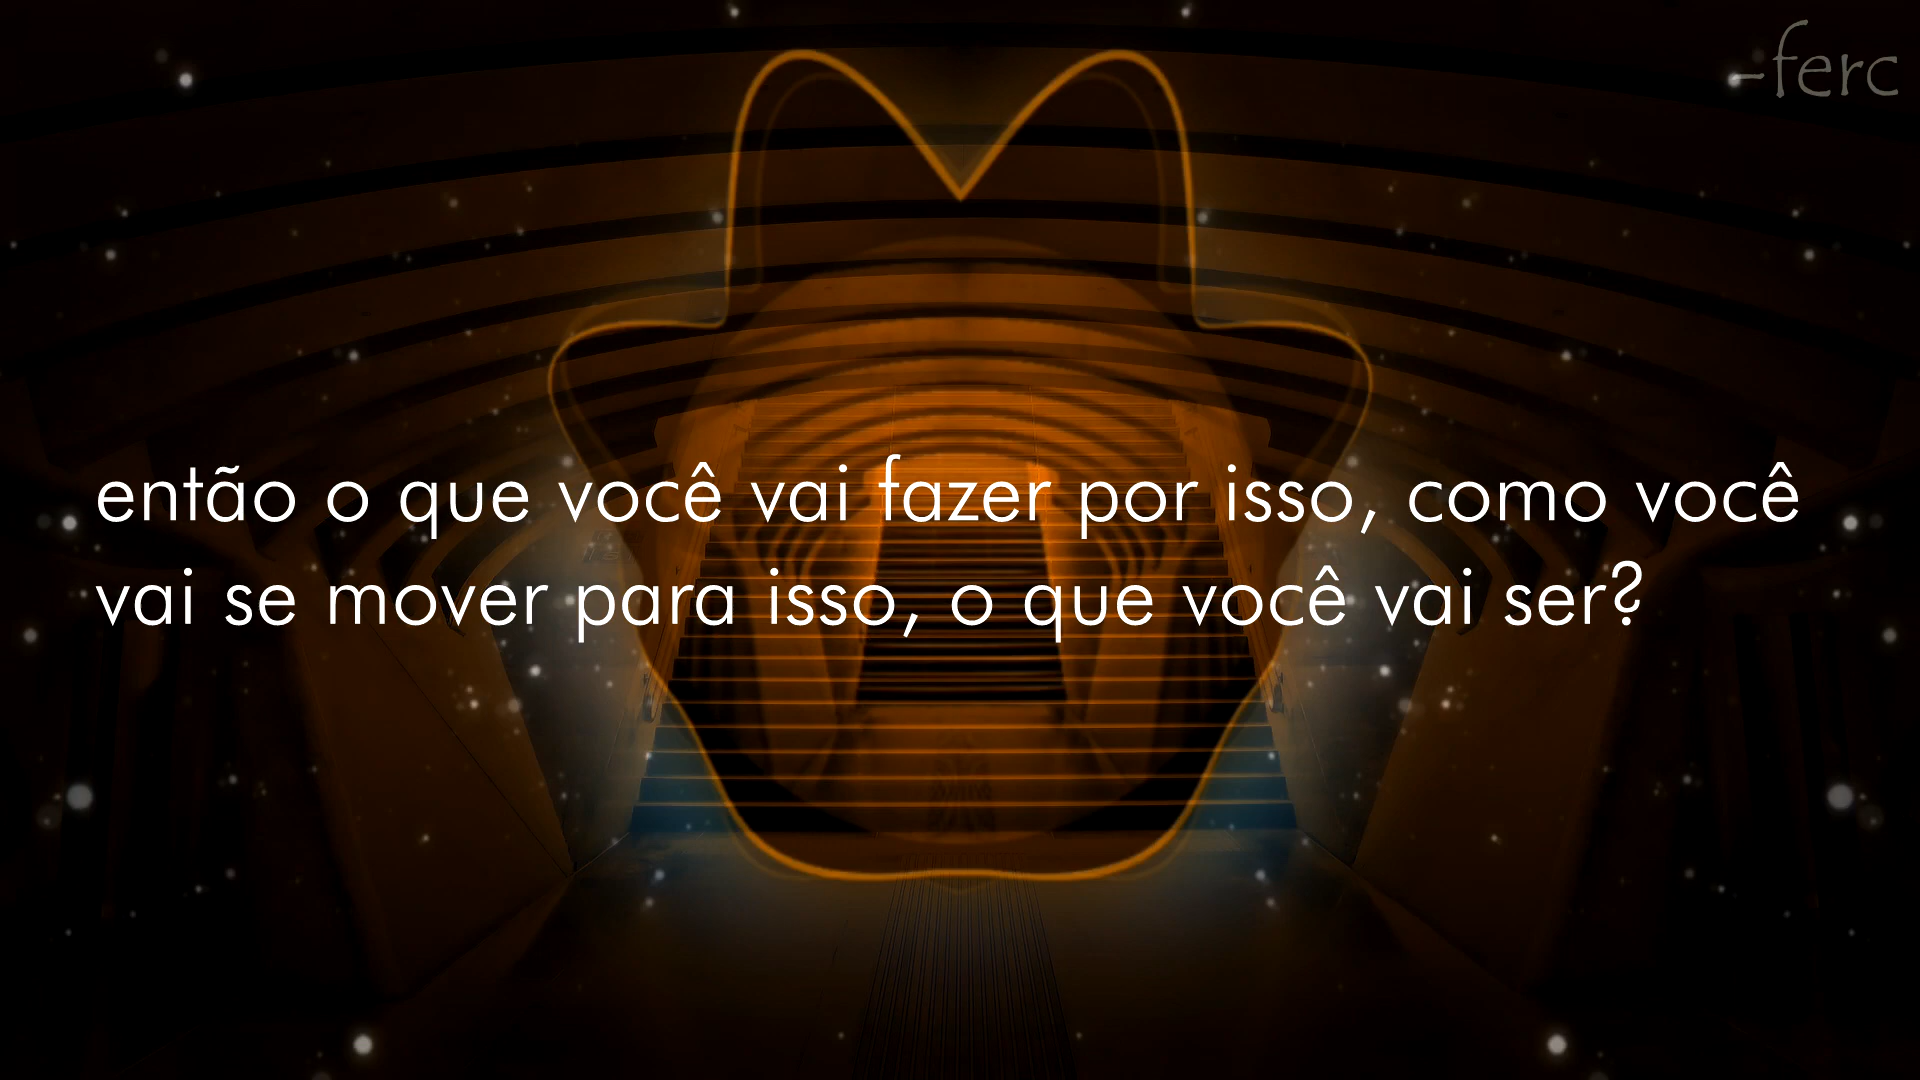 -ferc
então o que você vai fazer por isso, como você
vai se mover para isso, o que você vai ser?